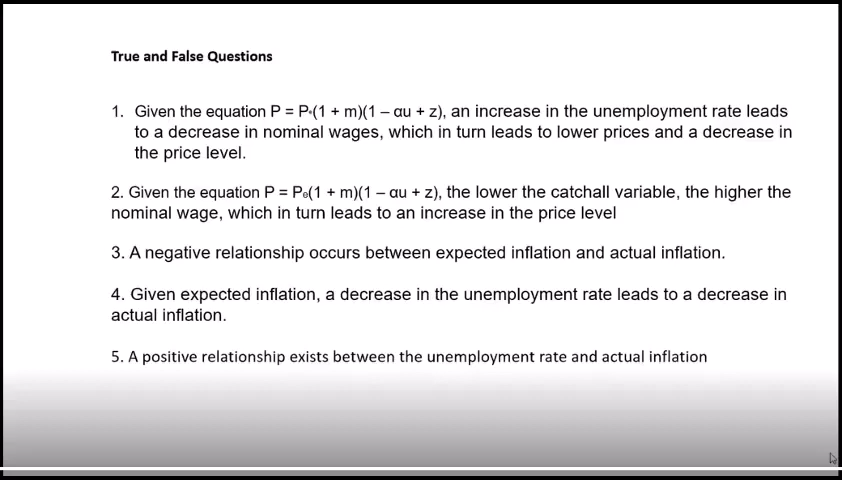 True and False Questions
1. Given the equation P = Pᵉ(1 + m)(1 – αu + z), an increase in the unemployment rate leads
to a decrease in nominal wages, which in turn leads to lower prices and a decrease in
the price level.
2. Given the equation P = Pₑ(1 + m)(1 – αu + z), the lower the catchall variable, the higher the
nominal wage, which in turn leads to an increase in the price level
3. A negative relationship occurs between expected inflation and actual inflation.
4. Given expected inflation, a decrease in the unemployment rate leads to a decrease in
actual inflation.
5. A positive relationship exists between the unemployment rate and actual inflation